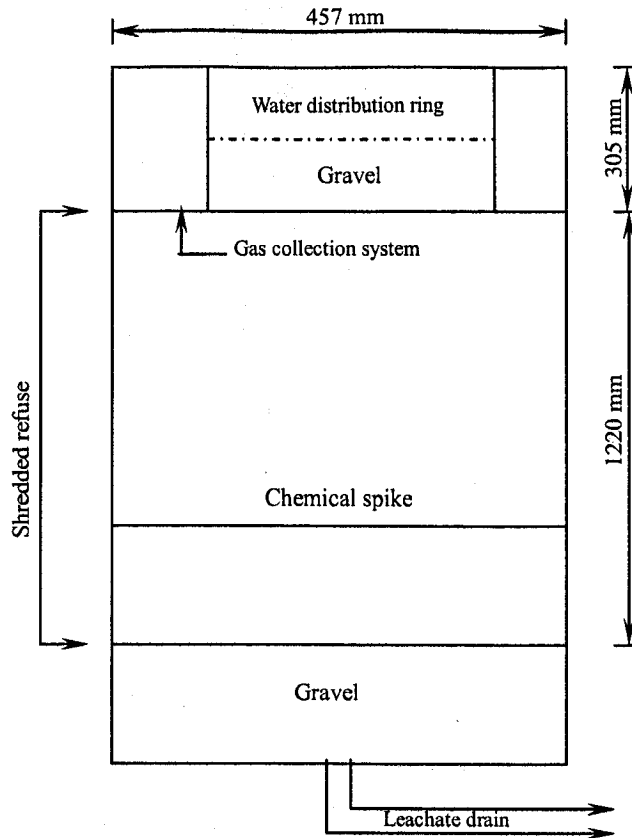 457 mm
Water distribution ring
305 mm
Gravel
Gas collection system
Shredded refuse
1220 mm
Chemical spike
Gravel
Leachate drain